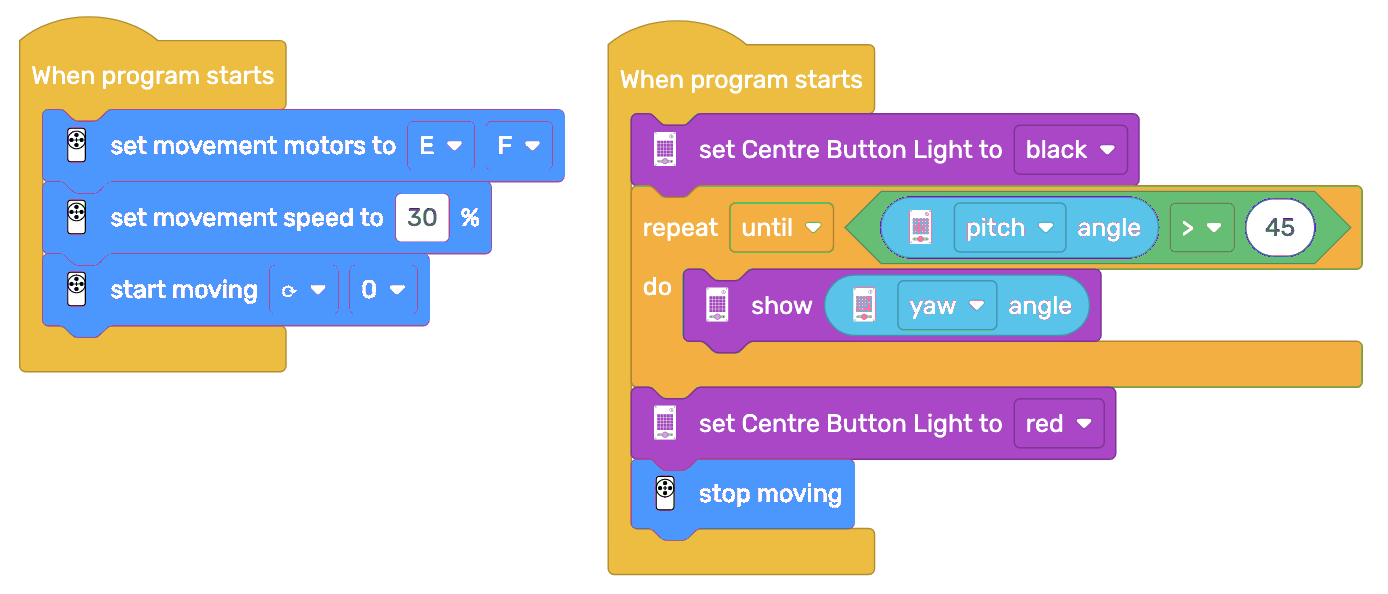 When program starts
set movement motors to E F
set movement speed to 30 %
start moving 0
When program starts
set Centre Button Light to black
repeat until pitch angle > 45
do show yaw angle
set Centre Button Light to red
stop moving